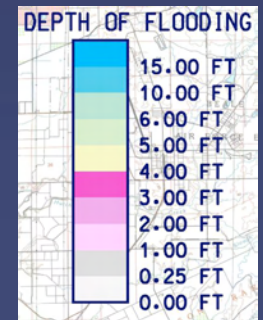 DEPTH OF FLOODING
15.00 FT
10.00 FT
6.00 FT
5.00 FT
4.00 FT
3.00 FT
2.00 FT
1.00 FT
0.25 FT
0.00 FT